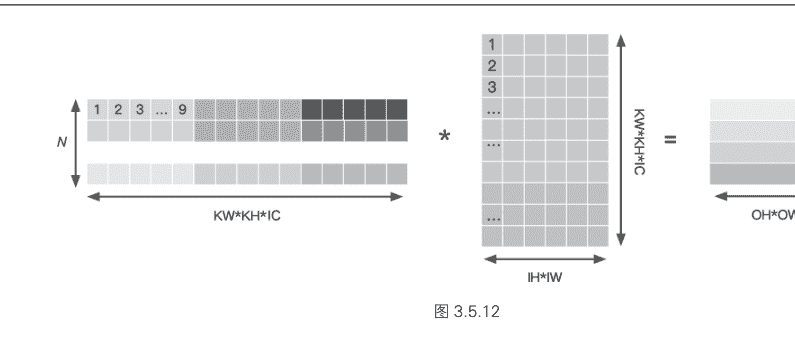 1 2 3 ... 9
N
KW*KH*IC
*
1
2
3
...
...
...
KW*KH*IC
IH*IW
=
OH*OW
图 3.5.12